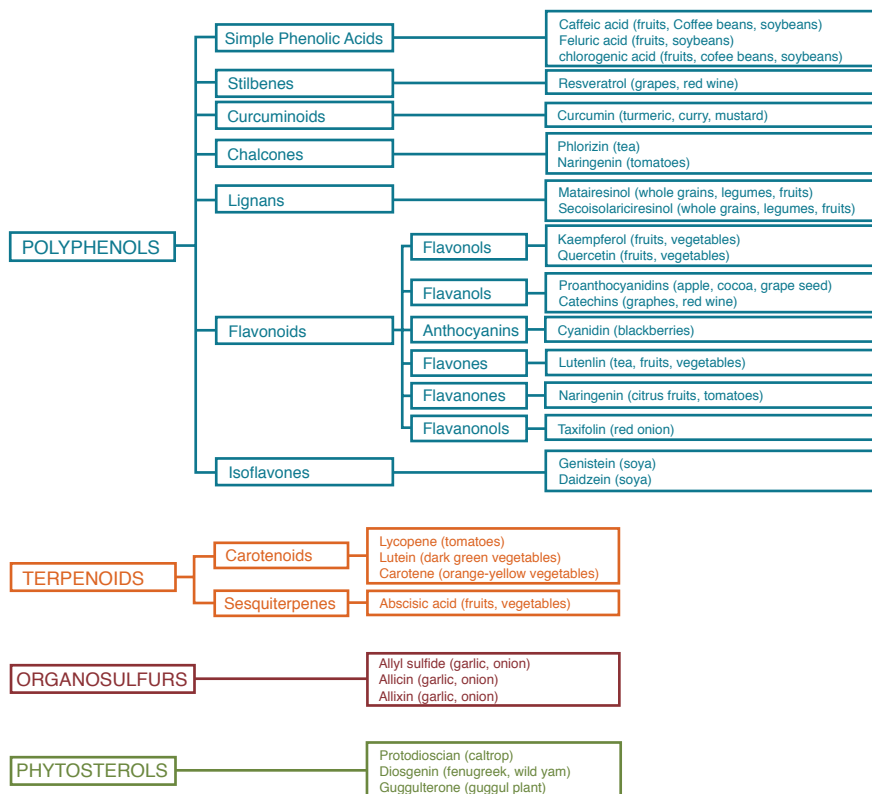 POLYPHENOLS
Simple Phenolic Acids
Caffeic acid (fruits, Coffee beans, soybeans)
Feluric acid (fruits, soybeans)
chlorogenic acid (fruits, cofee beans, soybeans)
Stilbenes
Resveratrol (grapes, red wine)
Curcuminoids
Curcumin (turmeric, curry, mustard)
Chalcones
Phlorizin (tea)
Naringenin (tomatoes)
Lignans
Matairesinol (whole grains, legumes, fruits)
Secoisolariciresinol (whole grains, legumes, fruits)
Flavonoids
Flavonols
Kaempferol (fruits, vegetables)
Quercetin (fruits, vegetables)
Flavanols
Proanthocyanidins (apple, cocoa, grape seed)
Catechins (graphes, red wine)
Anthocyanins
Cyanidin (blackberries)
Flavones
Lutenlin (tea, fruits, vegetables)
Flavanones
Naringenin (citrus fruits, tomatoes)
Flavanonols
Taxifolin (red onion)
Isoflavones
Genistein (soya)
Daidzein (soya)
TERPENOIDS
Carotenoids
Lycopene (tomatoes)
Lutein (dark green vegetables)
Carotene (orange-yellow vegetables)
Sesquiterpenes
Abscisic acid (fruits, vegetables)
ORGANOSULFURS
Allyl sulfide (garlic, onion)
Allicin (garlic, onion)
Allixin (garlic, onion)
PHYTOSTEROLS
Protodioscian (caltrop)
Diosgenin (fenugreek, wild yam)
Guggulterone (guggul plant)